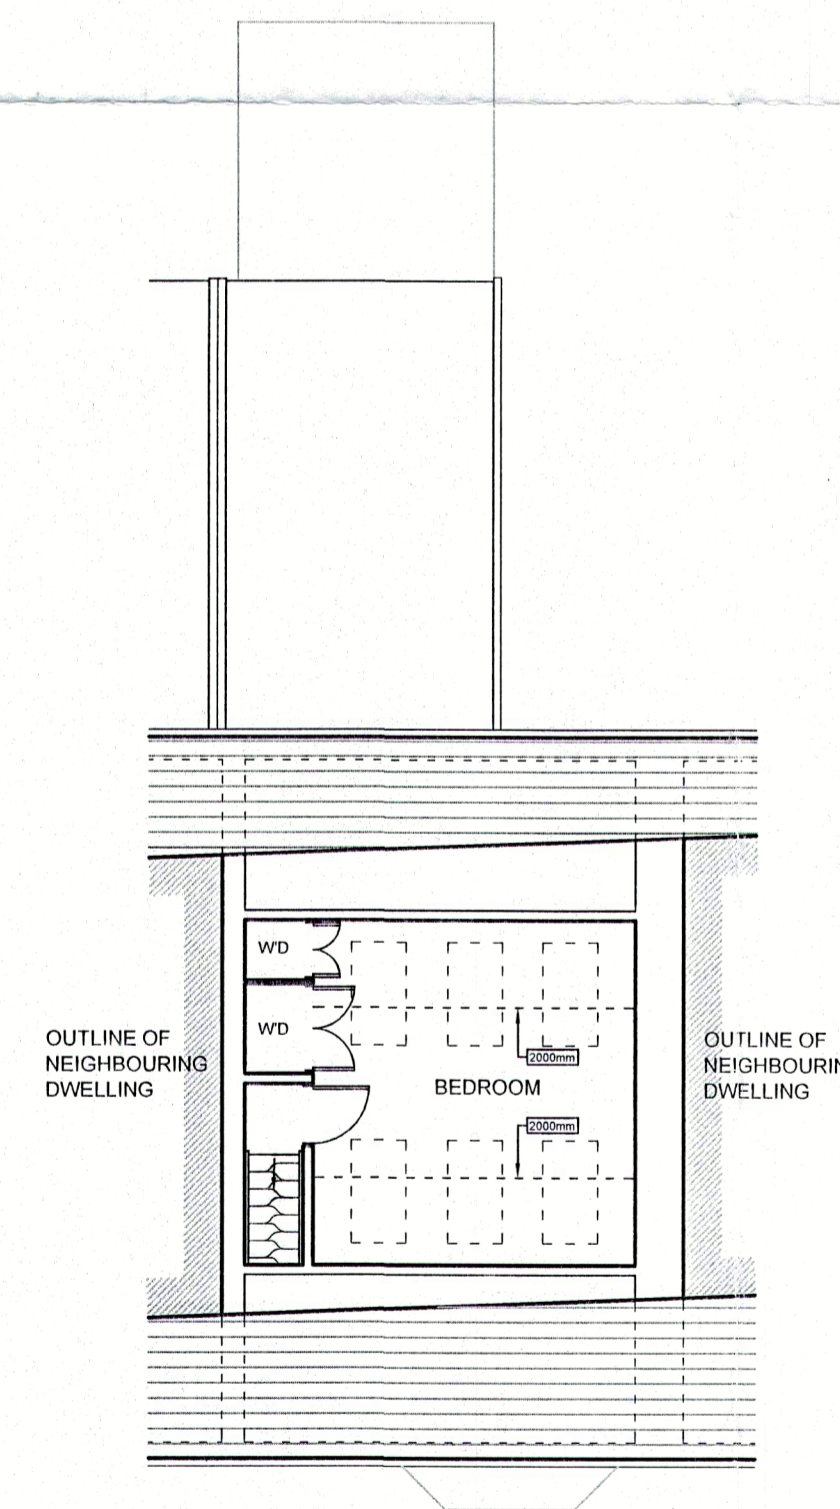 W'D
W'D
OUTLINE OF
NEIGHBOURING
DWELLING
2000mm
BEDROOM
2000mm
OUTLINE OF
NEIGHBOURIN
DWELLING